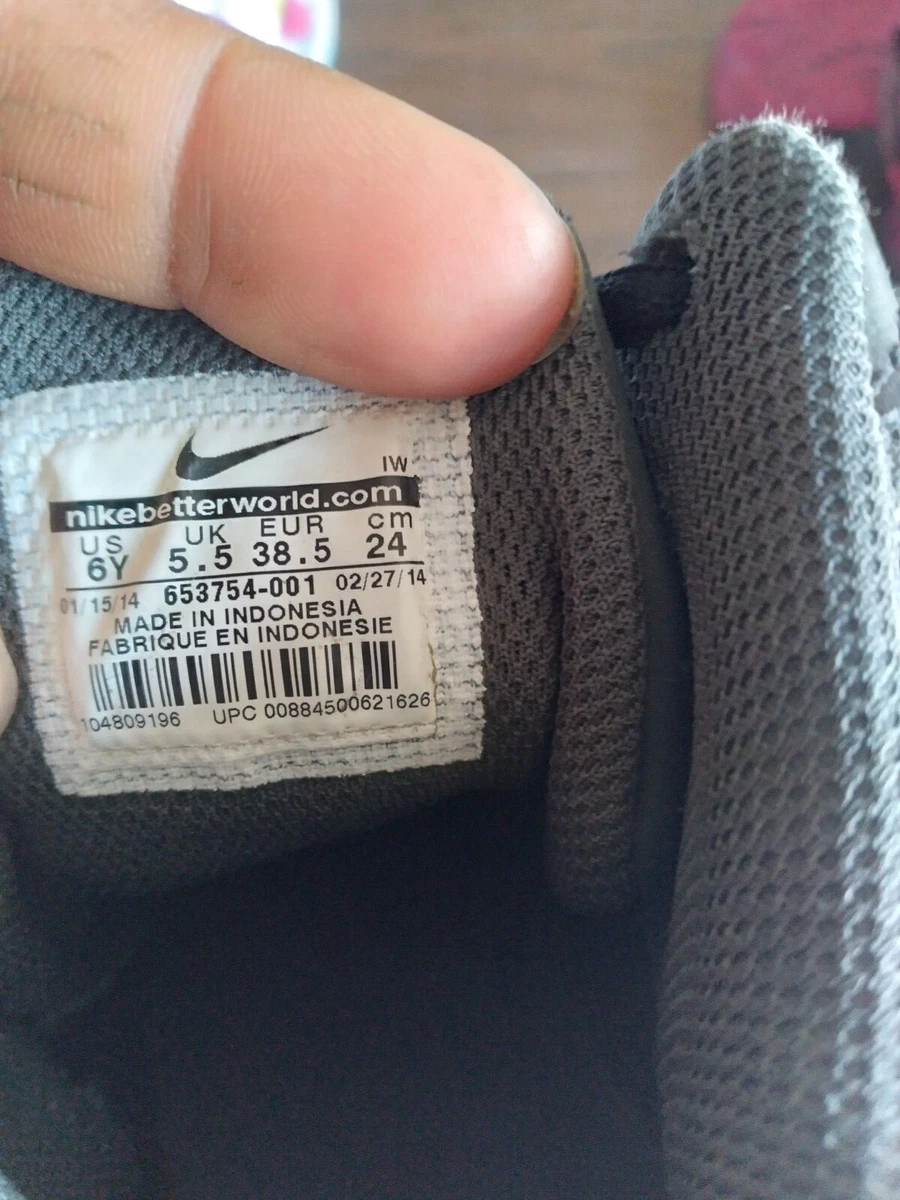 IW
nikebetterworld.com
US UK EUR cm
6Y 5.5 38.5 24
01/15/14 653754-001 02/27/14
MADE IN INDONESIA
FABRIQUE EN INDONESIE
104809196 UPC 00884500621626